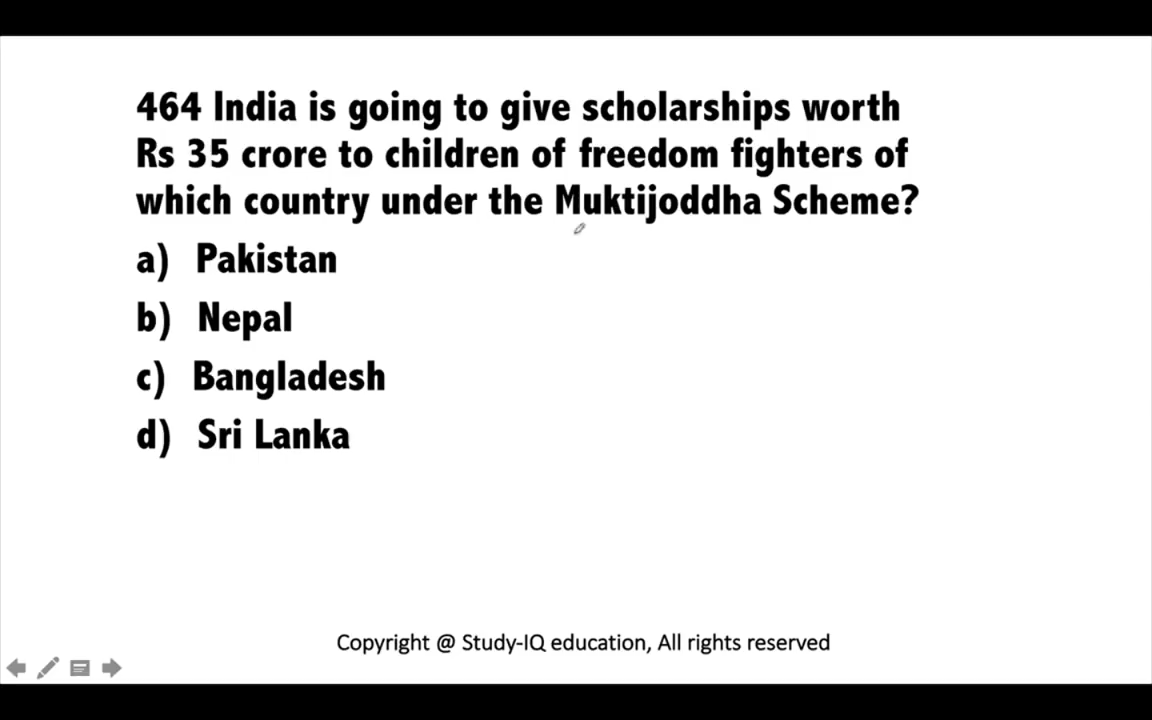 464 India is going to give scholarships worth
Rs 35 crore to children of freedom fighters of
which country under the Muktijoddha Scheme?
a) Pakistan
b) Nepal
c) Bangladesh
d) Sri Lanka
Copyright @ Study-IQ education, All rights reserved